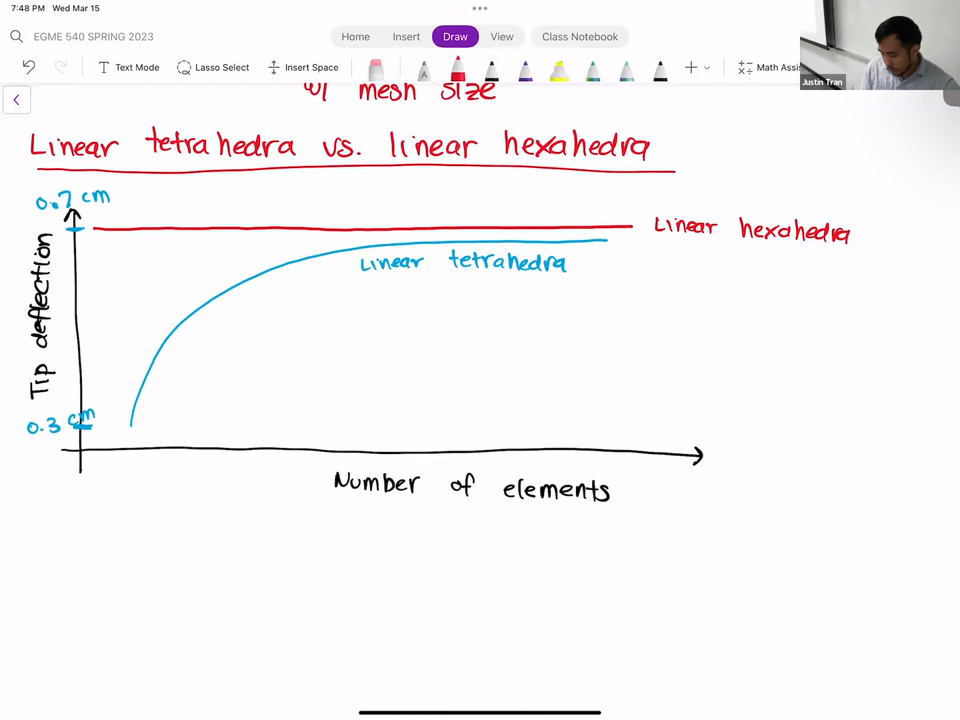 7:48 PM Wed Mar 15
EGME 540 SPRING 2023
Home Insert Draw View Class Notebook
Text Mode Lasso Select Insert Space Math Assis
Justin Tran
w/ mesh size
Linear tetrahedra vs. linear hexahedra
0.7 cm
Linear hexahedra
Linear tetrahedra
Tip deflection
0.3 cm
Number of elements